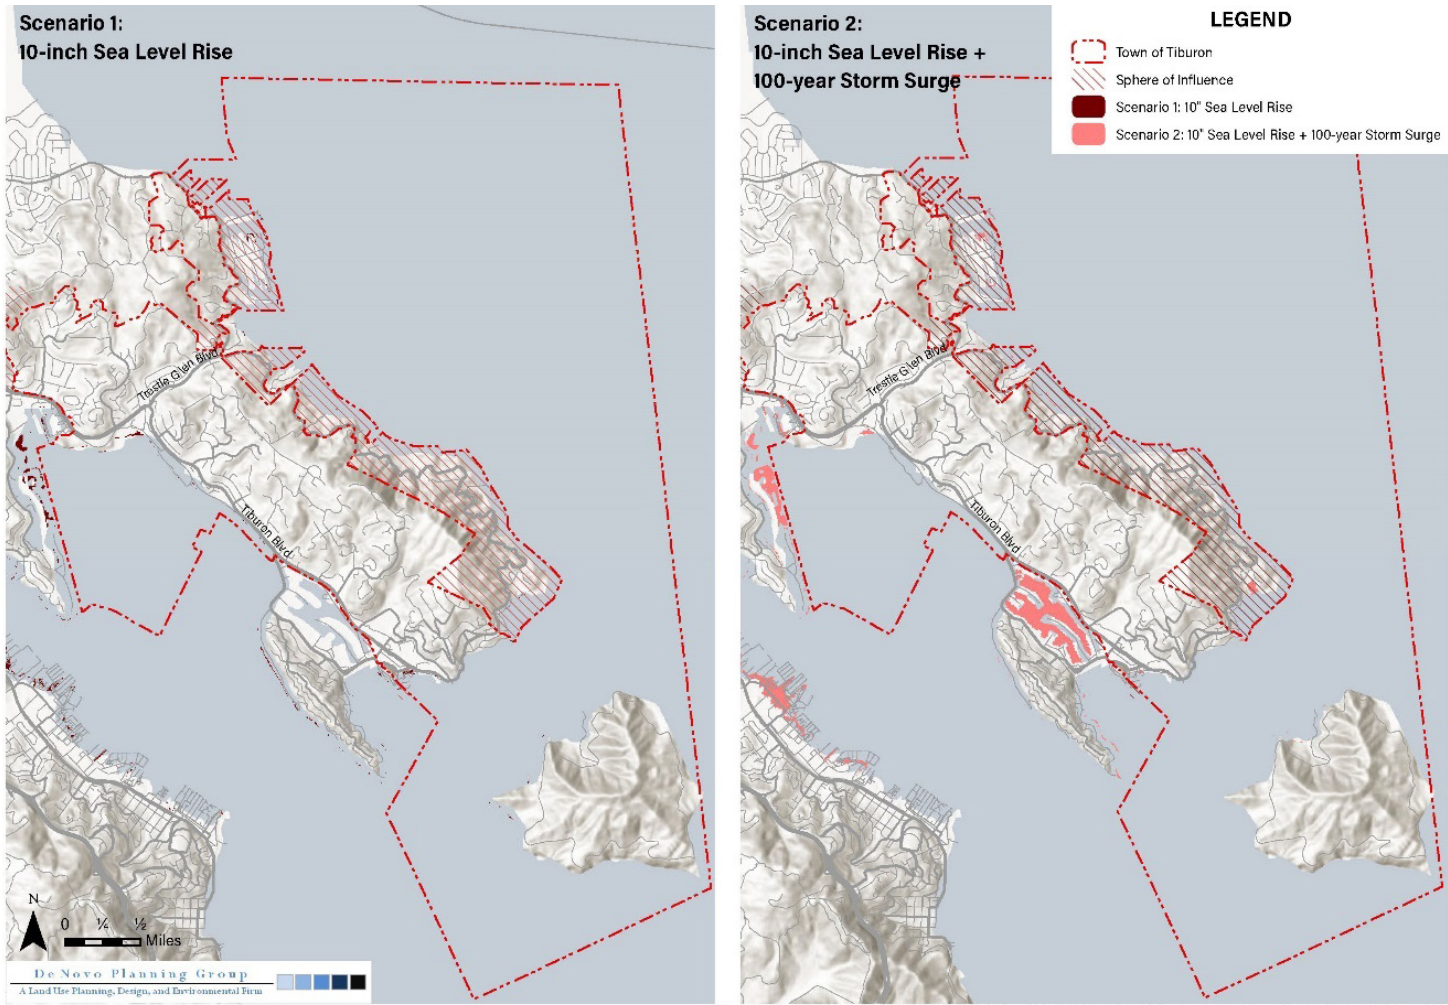 Scenario 1:
10-inch Sea Level Rise
Trestle Glen Blvd
Tiburon Blvd
N
0 ¼ ½
Miles
De Novo Planning Group
A Land Use Planning, Design, and Environmental Firm
Scenario 2:
10-inch Sea Level Rise +
100-year Storm Surge
Trestle Glen Blvd
Tiburon Blvd
LEGEND
Town of Tiburon
Sphere of Influence
Scenario 1: 10" Sea Level Rise
Scenario 2: 10" Sea Level Rise + 100-year Storm Surge